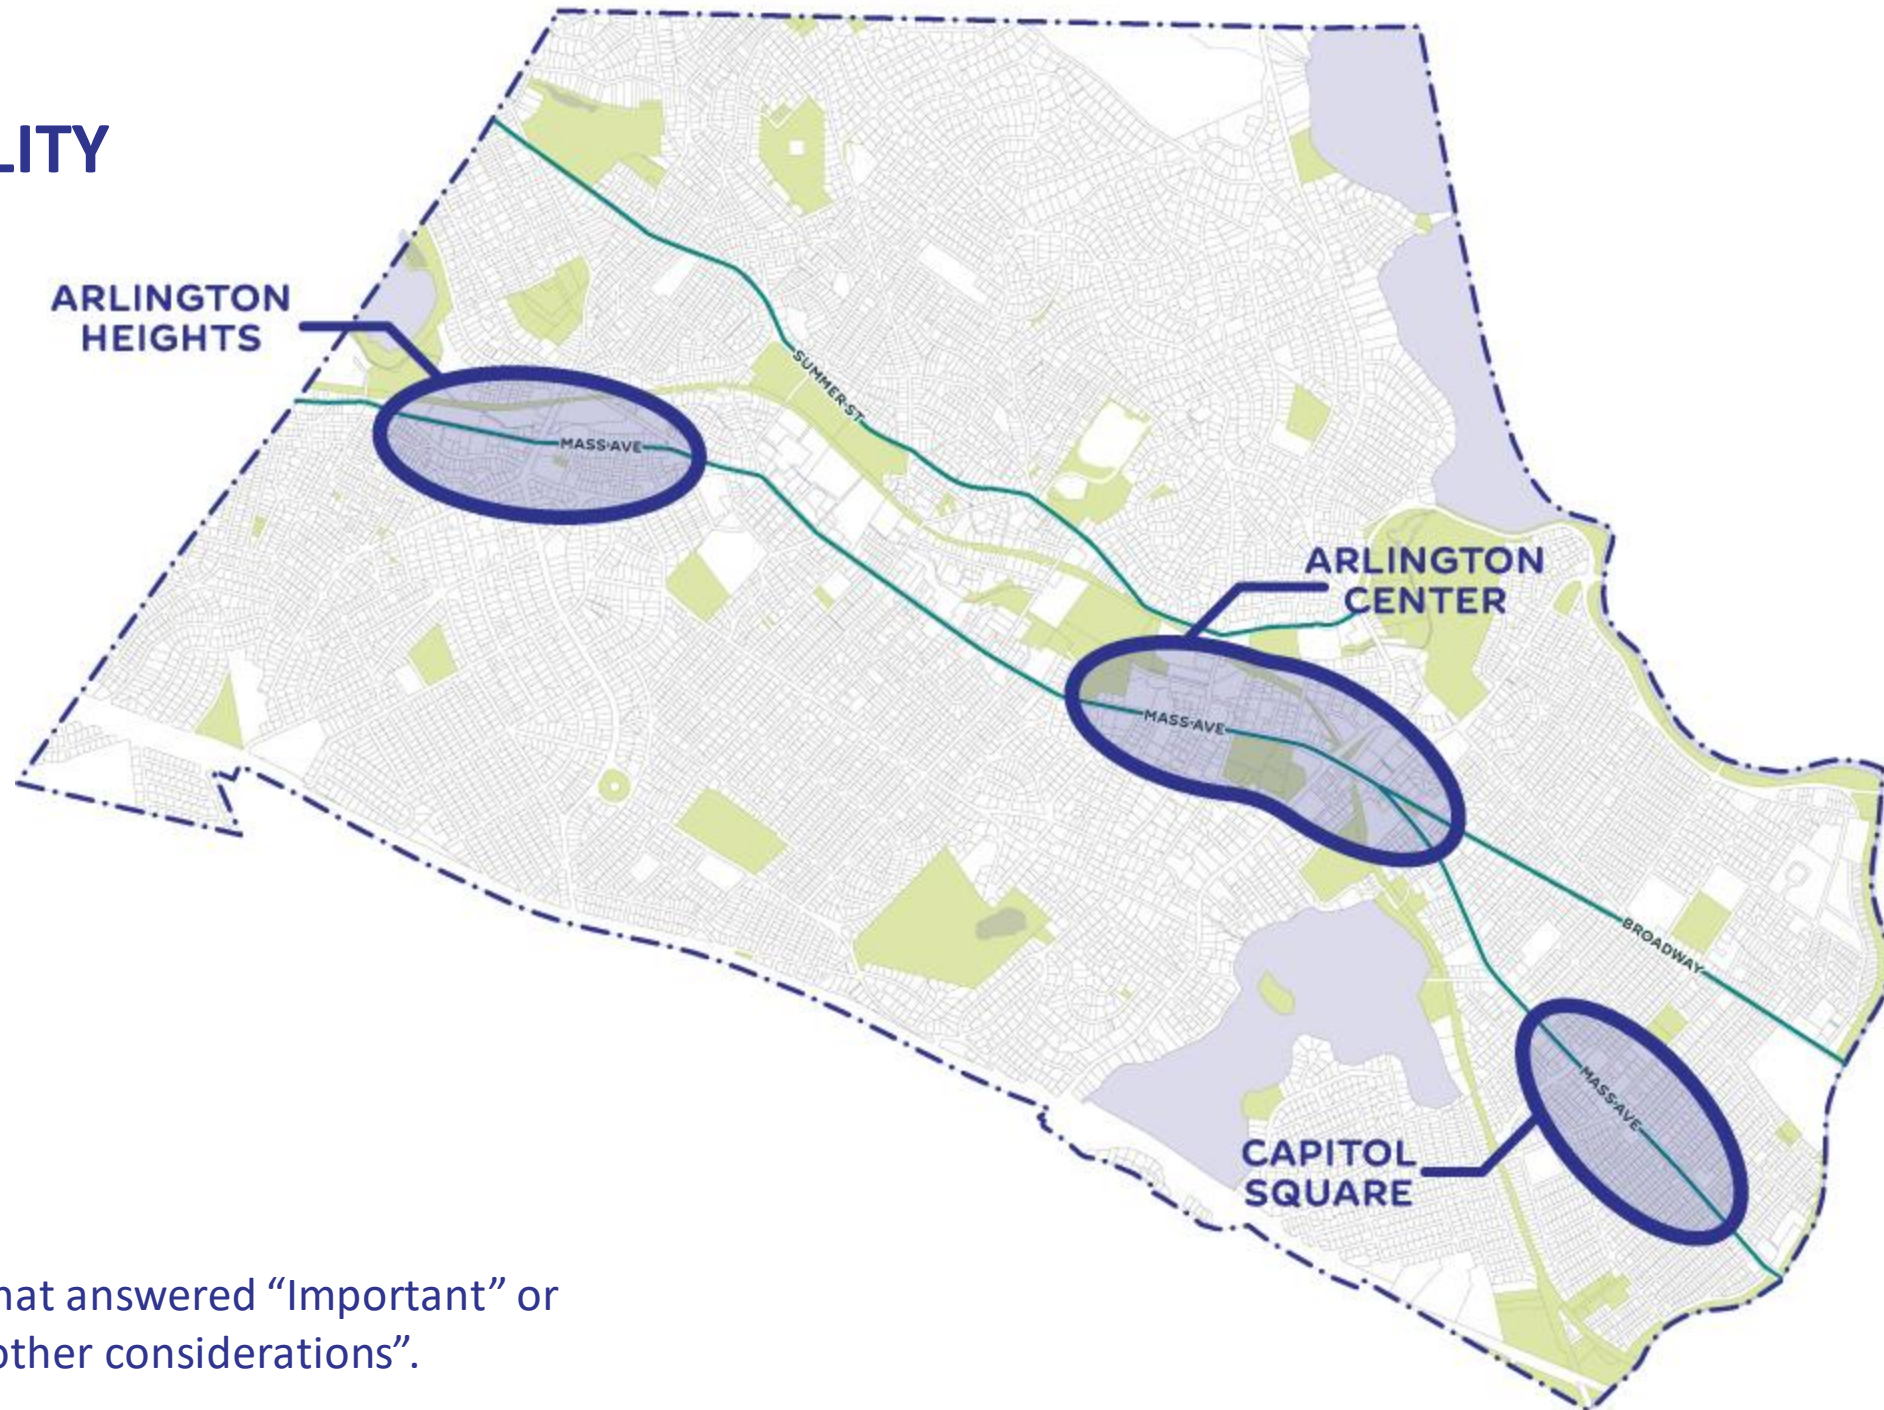 LITY
ARLINGTON
HEIGHTS
SUMMER ST
MASS AVE
ARLINGTON
CENTER
MASS AVE
BROADWAY
MASS AVE
CAPITOL
SQUARE
hat answered “Important” or
other considerations”.